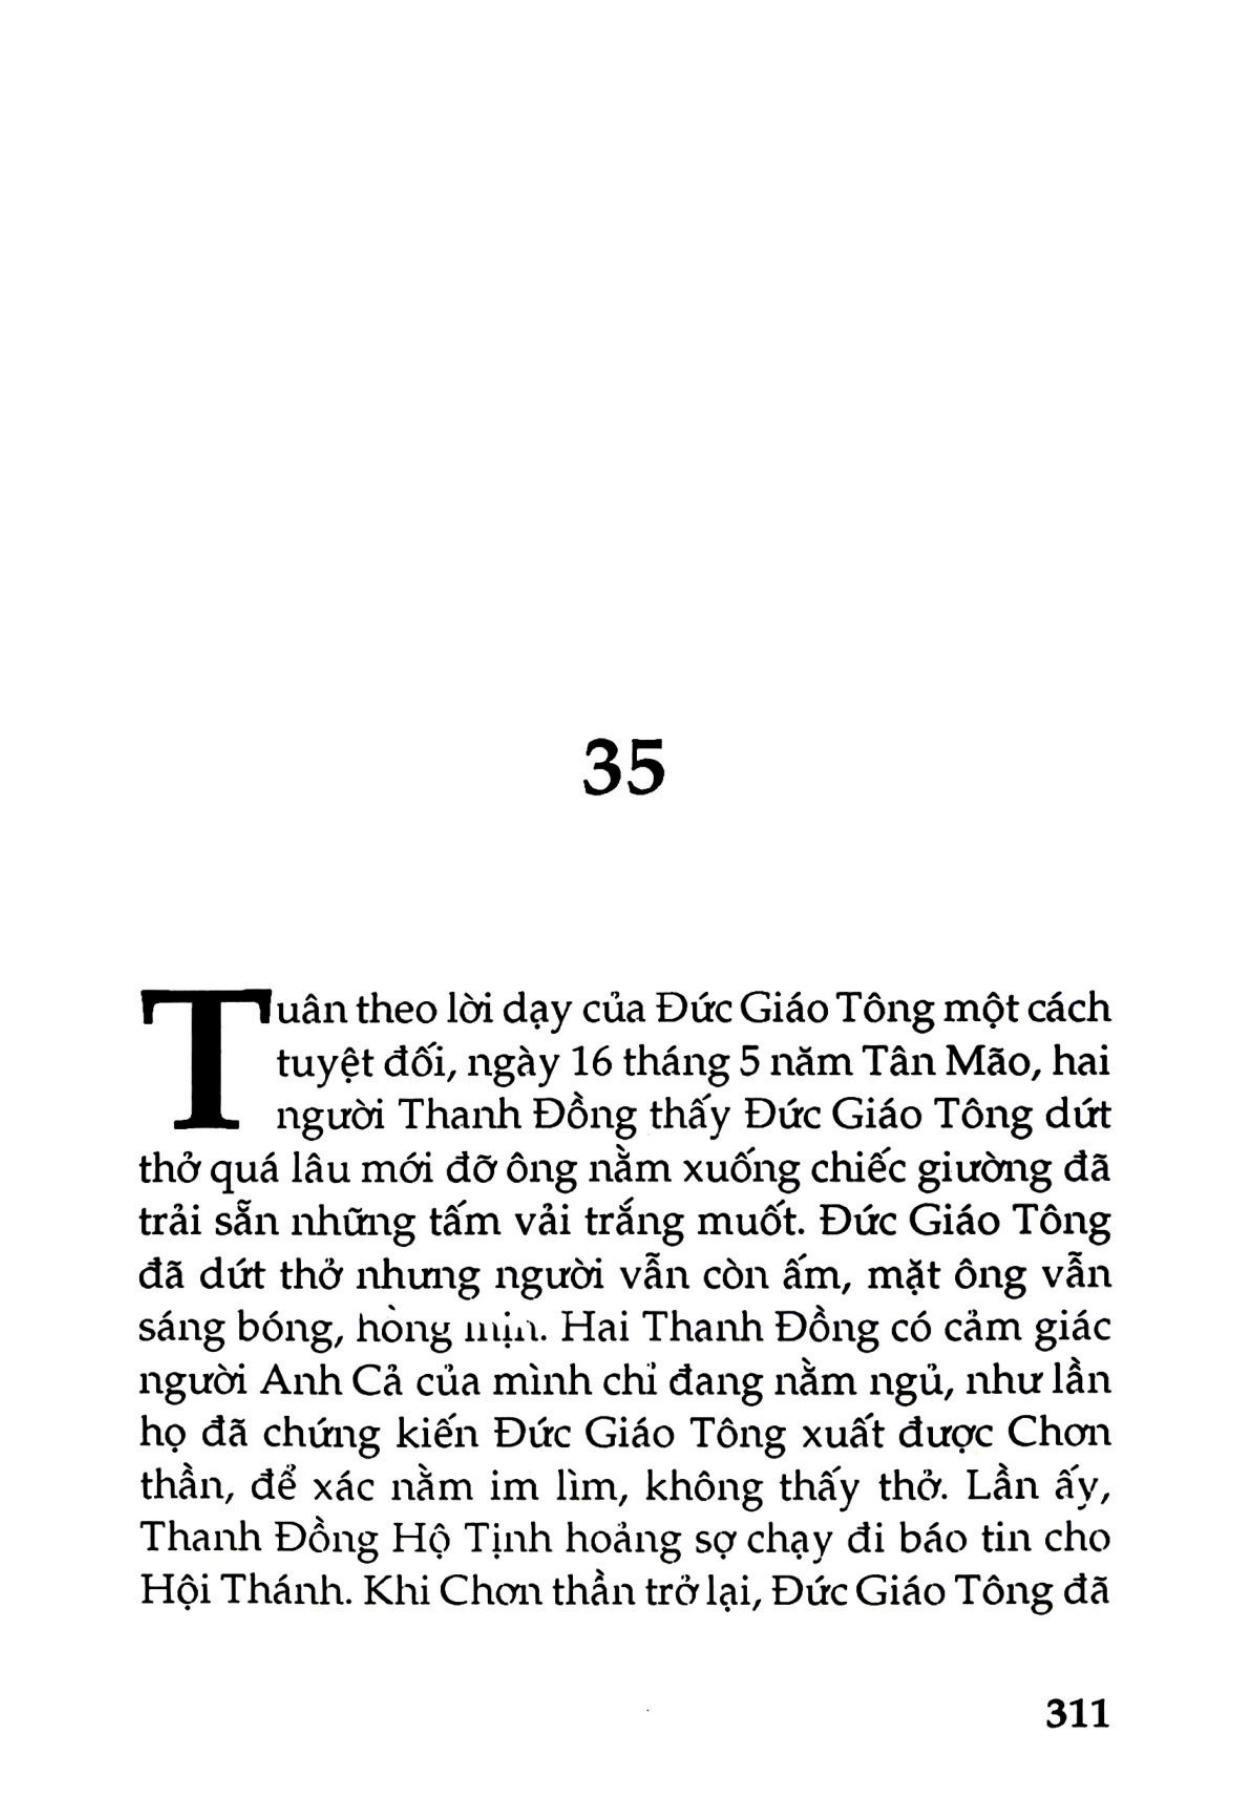 35
Tuân theo lời dạy của Đức Giáo Tông một cách
tuyệt đối, ngày 16 tháng 5 năm Tân Mão, hai
người Thanh Đồng thấy Đức Giáo Tông dứt
thở quá lâu mới đỡ ông nằm xuống chiếc giường đã
trải sẵn những tấm vải trắng muốt. Đức Giáo Tông
đã dứt thở nhưng người vẫn còn ấm, mặt ông vẫn
sáng bóng, hồng mịn. Hai Thanh Đồng có cảm giác
người Anh Cả của mình chỉ đang nằm ngủ, như lần
họ đã chứng kiến Đức Giáo Tông xuất được Chơn
thần, để xác nằm im lìm, không thấy thở. Lần ấy,
Thanh Đồng Hộ Tịnh hoảng sợ chạy đi báo tin cho
Hội Thánh. Khi Chơn thần trở lại, Đức Giáo Tông đã
311